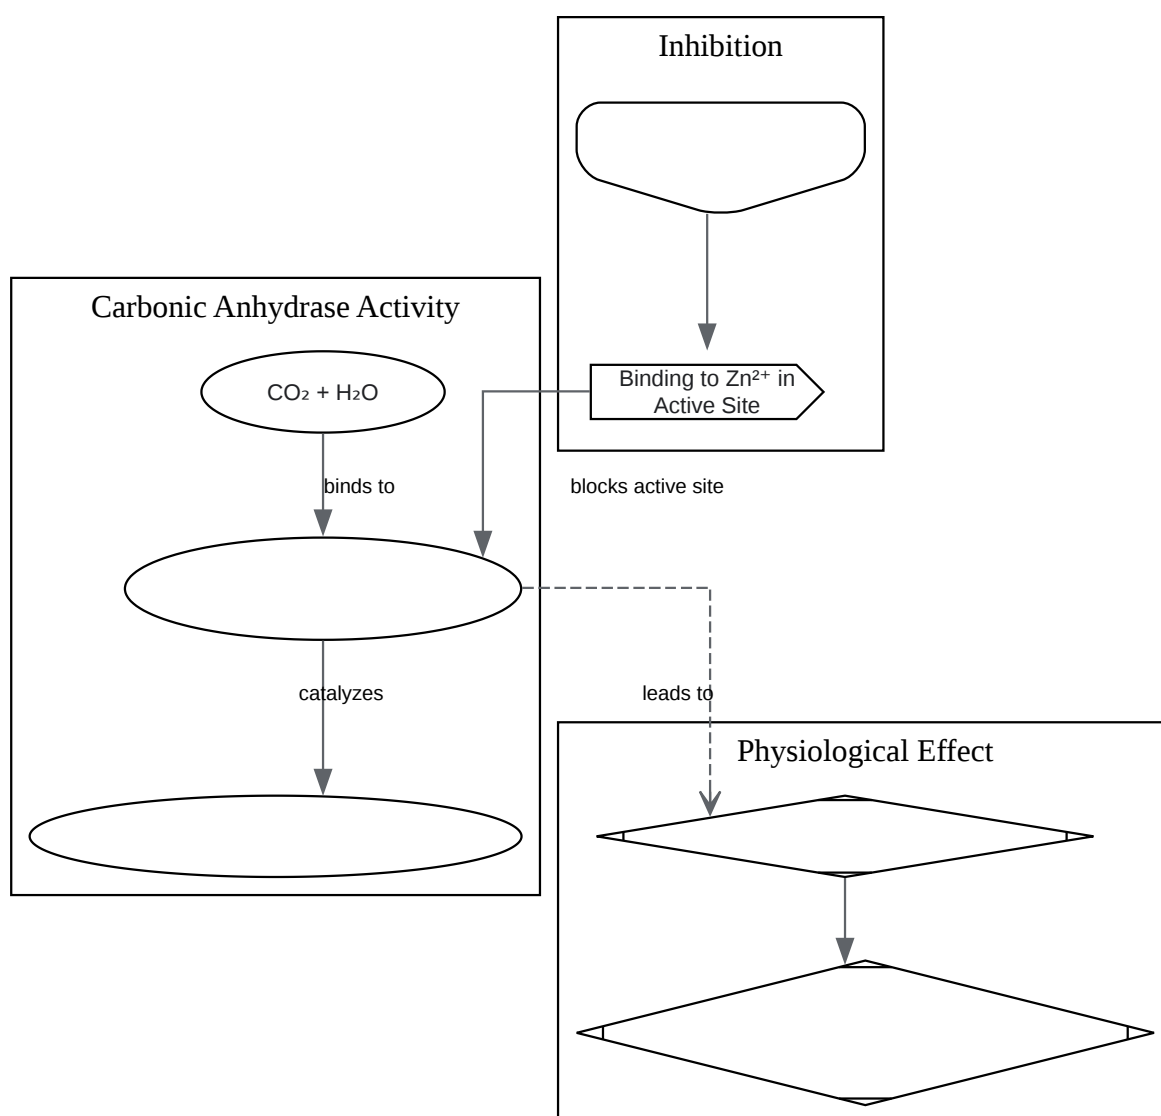 Inhibition
Carbonic Anhydrase Activity
CO₂ + H₂O
Binding to Zn²⁺ in
Active Site
binds to
blocks active site
catalyzes
leads to
Physiological Effect